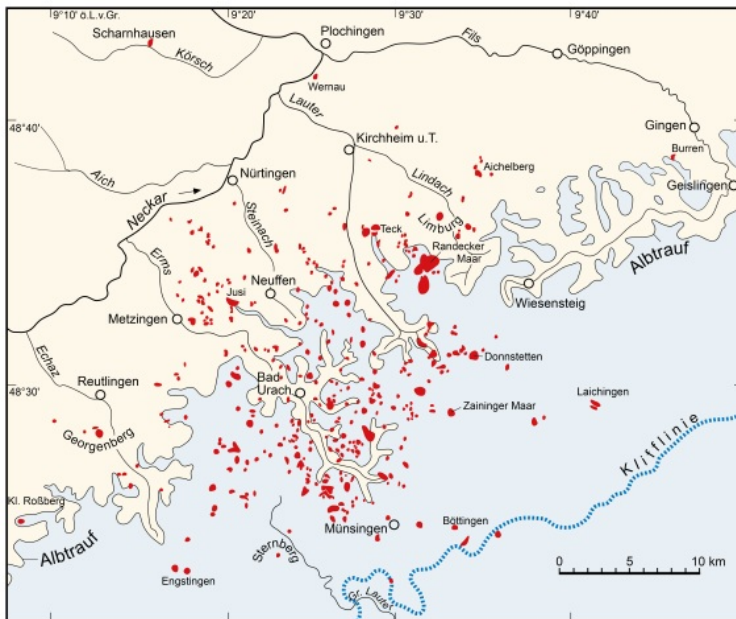 9°10' ö.L.v.Gr.
9°20
9°30
9°40
Scharnhausen
Körsch
Plochingen
Fils
Göppingen
Wernau
Lauter
48°40'
Kirchheim u.T.
Gingen
Burren
Aichelberg
Geislingen
Aich
Nürtingen
Lindach
Neckar
Steinach
Limburg
Teck
Randecker
Maar
Albtrauf
Erms
Jusi
Neuffen
Wiesensteig
Metzingen
Echaz
Donnstetten
48°30'
Reutlingen
Bad
Urach
Laichingen
Zaininger Maar
Georgenberg
Klifflinie
Kl. Roßberg
Münsingen
Böttingen
Albtrauf
Sternberg
Engstingen
Gr. Lauter
0 5 10 km